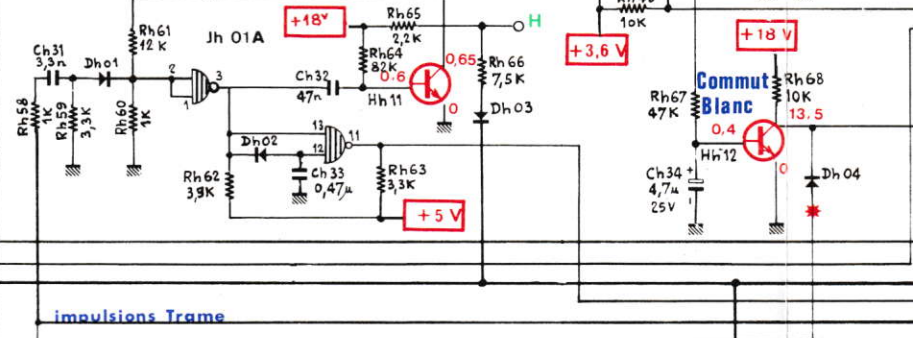 Rh61
12 K
Jh 01A
+18v
Rh65
2,2K
H
10K
+3,6 V
+18 V
Ch31
3,3n
Dh01
2
3
1
Ch32
47n
Rh64
82K
0.6
0,65
Hh11
0
Rh66
7,5K
Dh03
Commut
Blanc
Rh67
47K
Rh68
10K
13.5
0,4
Hh12
0
Rh58
1K
Rh59
3,3K
Rh60
1K
Dh02
13
12
11
Ch33
0,47µ
Rh62
3,9K
Rh63
3,3K
+5 V
Ch34
4,7µ
25V
+
Dh04
impulsions Trame